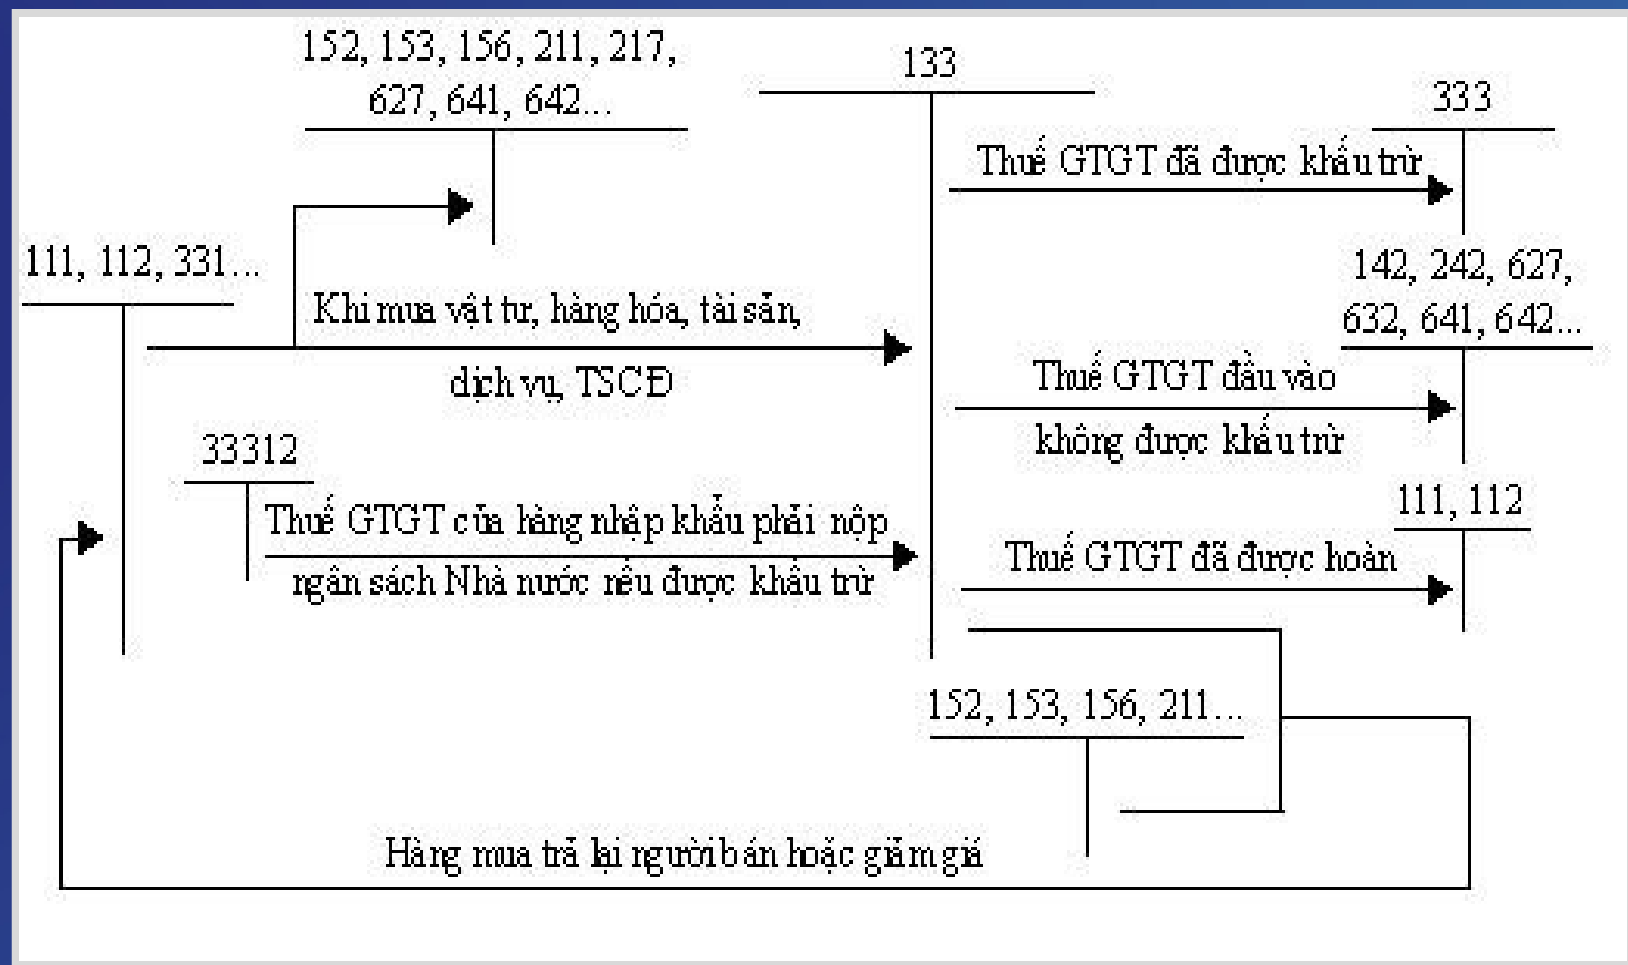 152, 153, 156, 211, 217,
627, 641, 642...
133
333
Thuế GTGT đã được khấu trừ
111, 112, 331...
142, 242, 627,
632, 641, 642...
Khi mua vật tư, hàng hóa, tài sản,
dịch vụ, TSCĐ
Thuế GTGT đầu vào
không được khấu trừ
33312
111, 112
Thuế GTGT của hàng nhập khẩu phải nộp
ngân sách Nhà nước nếu được khấu trừ
Thuế GTGT đã được hoàn
152, 153, 156, 211...
Hàng mua trả lại người bán hoặc giảm giá